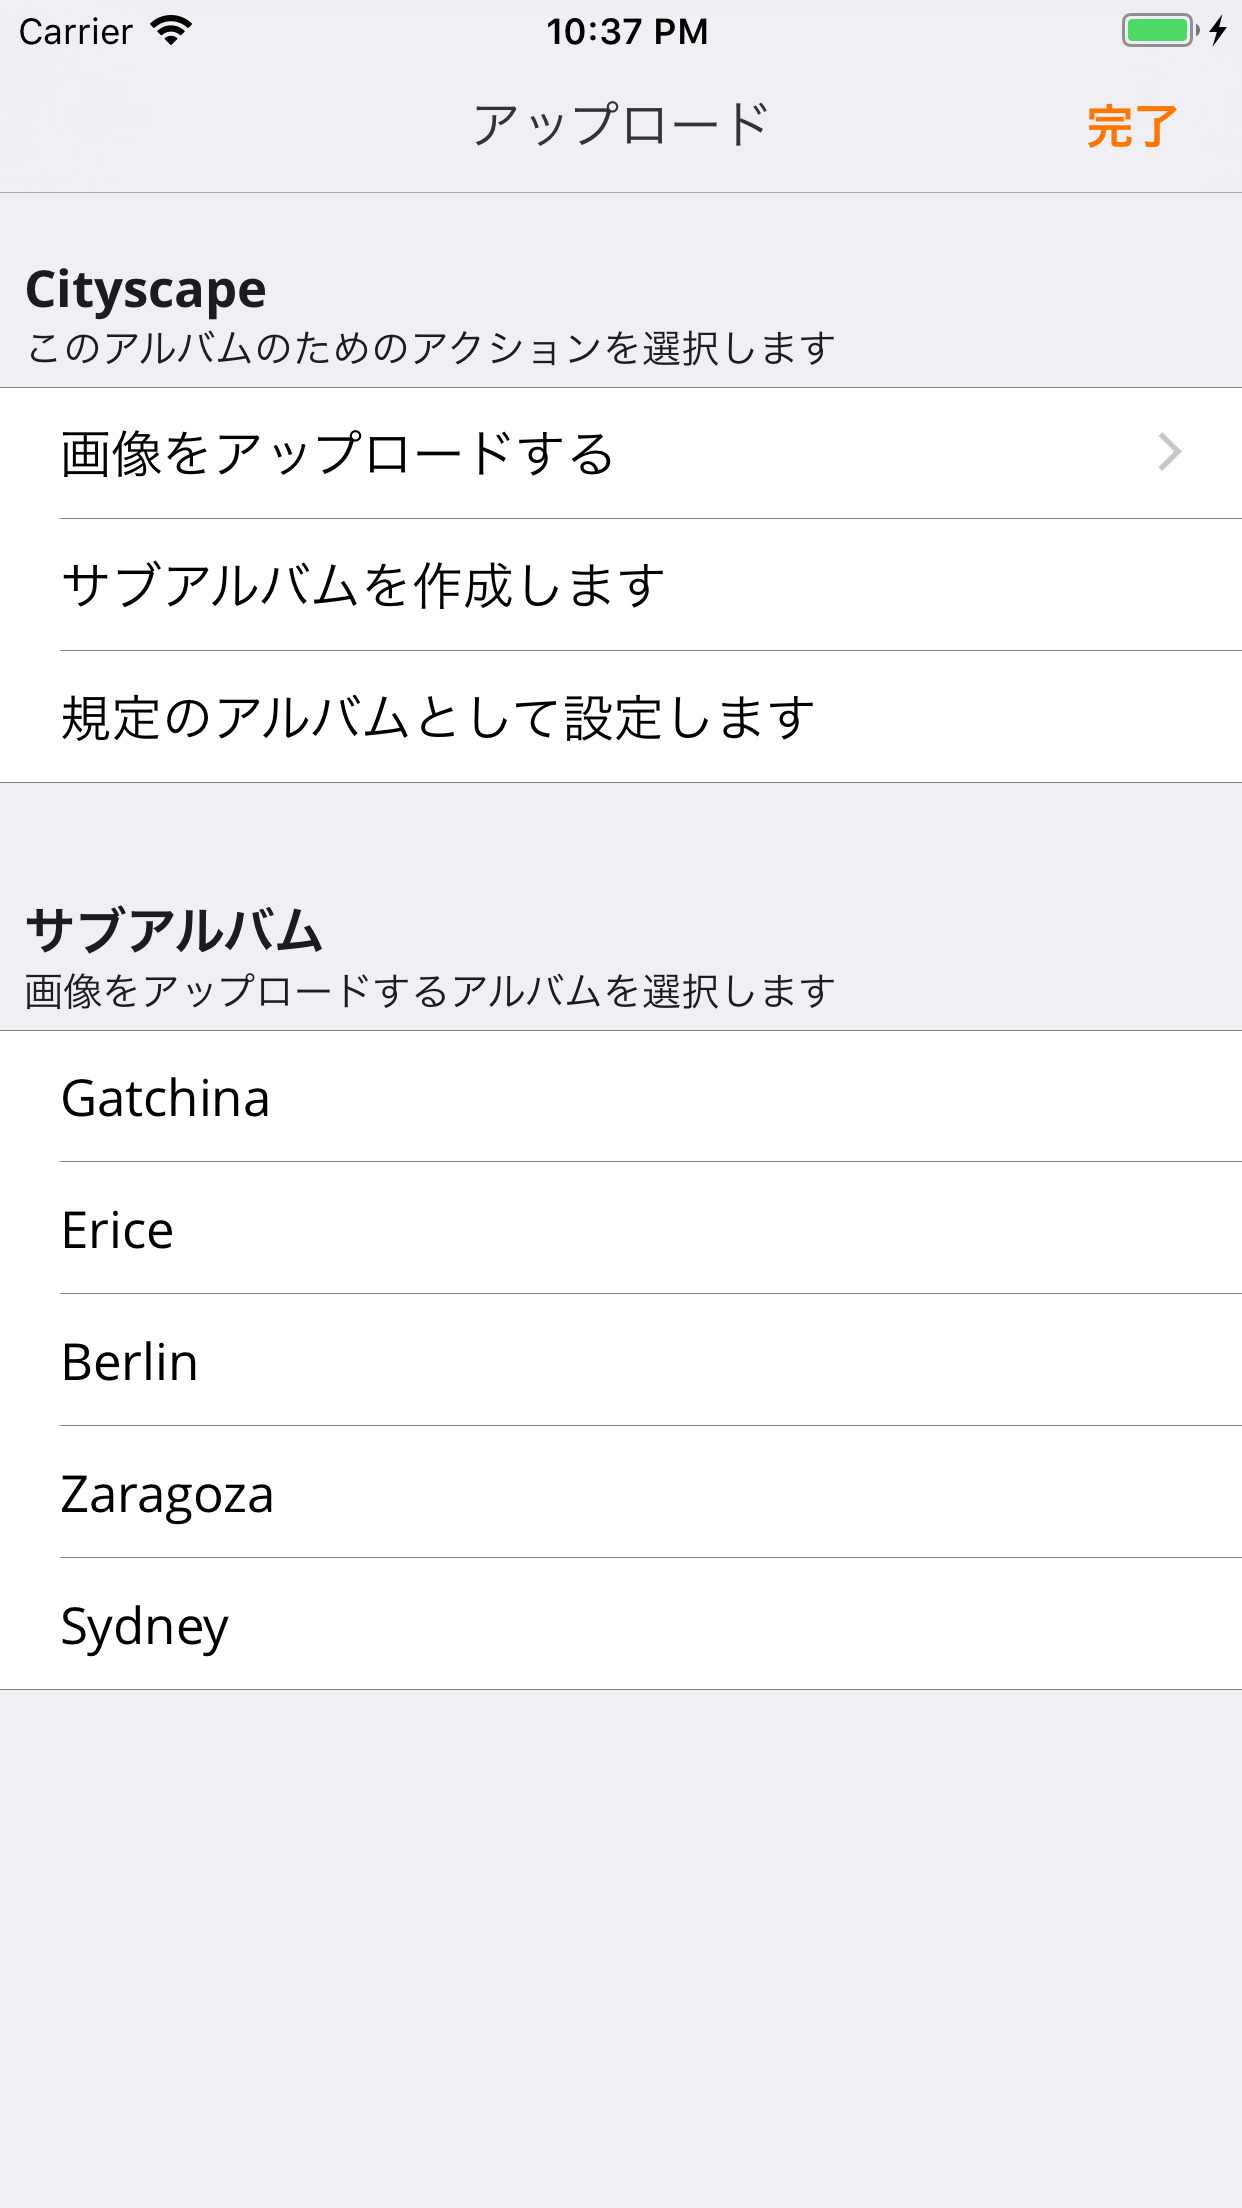 Carrier 10:37 PM
アップロード 完了
Cityscape
このアルバムのためのアクションを選択します
画像をアップロードする
サブアルバムを作成します
規定のアルバムとして設定します
サブアルバム
画像をアップロードするアルバムを選択します
Gatchina
Erice
Berlin
Zaragoza
Sydney